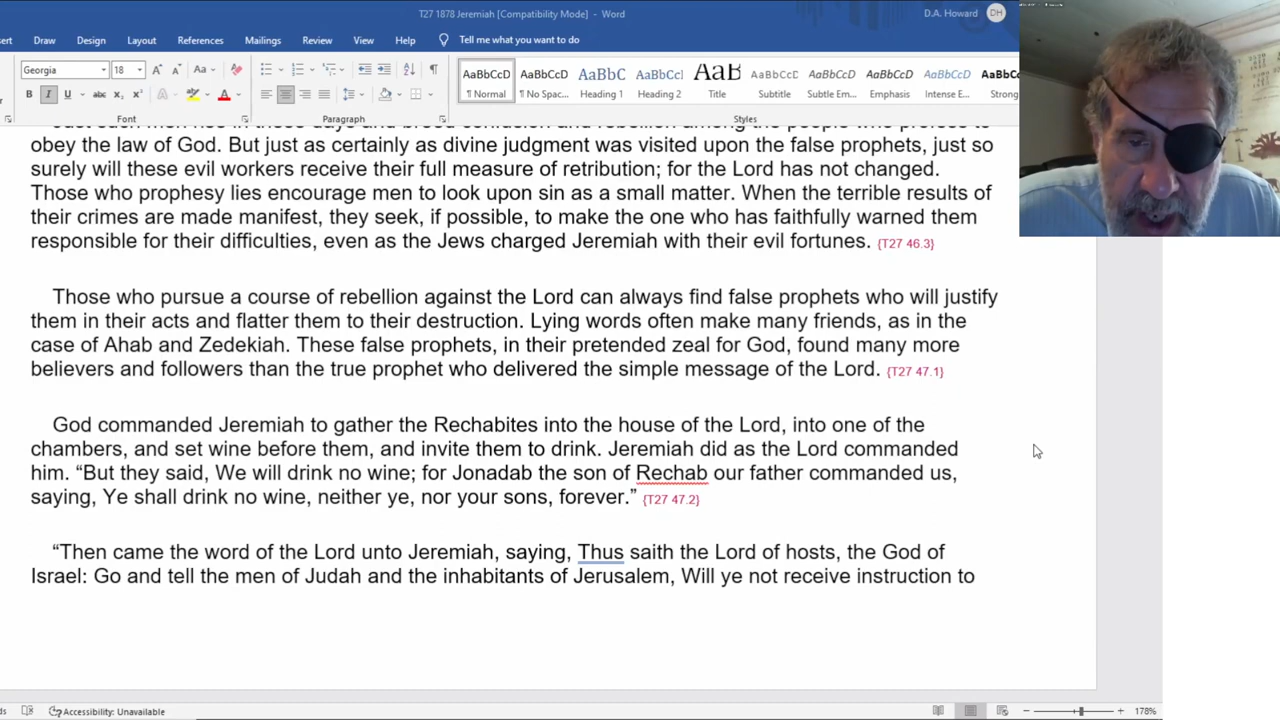 T27 1878 Jeremiah [Compatibility Mode] - Word
D.A. Howard DH
sert Draw Design Layout References Mailings Review View Help Tell me what you want to do
Georgia 18 Aa
AaBbCcD AaBbCcD AaBbC AaBbCc AaB AaBbCcD AaBbCcD AaBbCcD AaBbCcD AaBbCc
¶ Normal ¶ No Spac... Heading 1 Heading 2 Title Subtitle Subtle Em... Emphasis Intense E... Strong
Font Paragraph Styles
obey the law of God. But just as certainly as divine judgment was visited upon the false prophets, just so
surely will these evil workers receive their full measure of retribution; for the Lord has not changed.
Those who prophesy lies encourage men to look upon sin as a small matter. When the terrible results of
their crimes are made manifest, they seek, if possible, to make the one who has faithfully warned them
responsible for their difficulties, even as the Jews charged Jeremiah with their evil fortunes. {T27 46.3}
Those who pursue a course of rebellion against the Lord can always find false prophets who will justify
them in their acts and flatter them to their destruction. Lying words often make many friends, as in the
case of Ahab and Zedekiah. These false prophets, in their pretended zeal for God, found many more
believers and followers than the true prophet who delivered the simple message of the Lord. {T27 47.1}
God commanded Jeremiah to gather the Rechabites into the house of the Lord, into one of the
chambers, and set wine before them, and invite them to drink. Jeremiah did as the Lord commanded
him. “But they said, We will drink no wine; for Jonadab the son of Rechab our father commanded us,
saying, Ye shall drink no wine, neither ye, nor your sons, forever.” {T27 47.2}
“Then came the word of the Lord unto Jeremiah, saying, Thus saith the Lord of hosts, the God of
Israel: Go and tell the men of Judah and the inhabitants of Jerusalem, Will ye not receive instruction to
ds Accessibility: Unavailable 178%